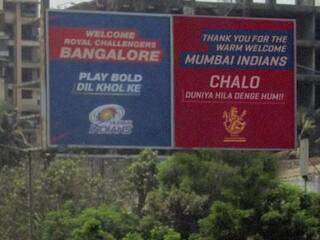 WELCOME
ROYAL CHALLENGERS
BANGALORE
PLAY BOLD
DIL KHOL KE
INDIANS
THANK YOU FOR THE
WARM WELCOME
MUMBAI INDIANS
CHALO
DUNIYA HILA DENGE HUM!!